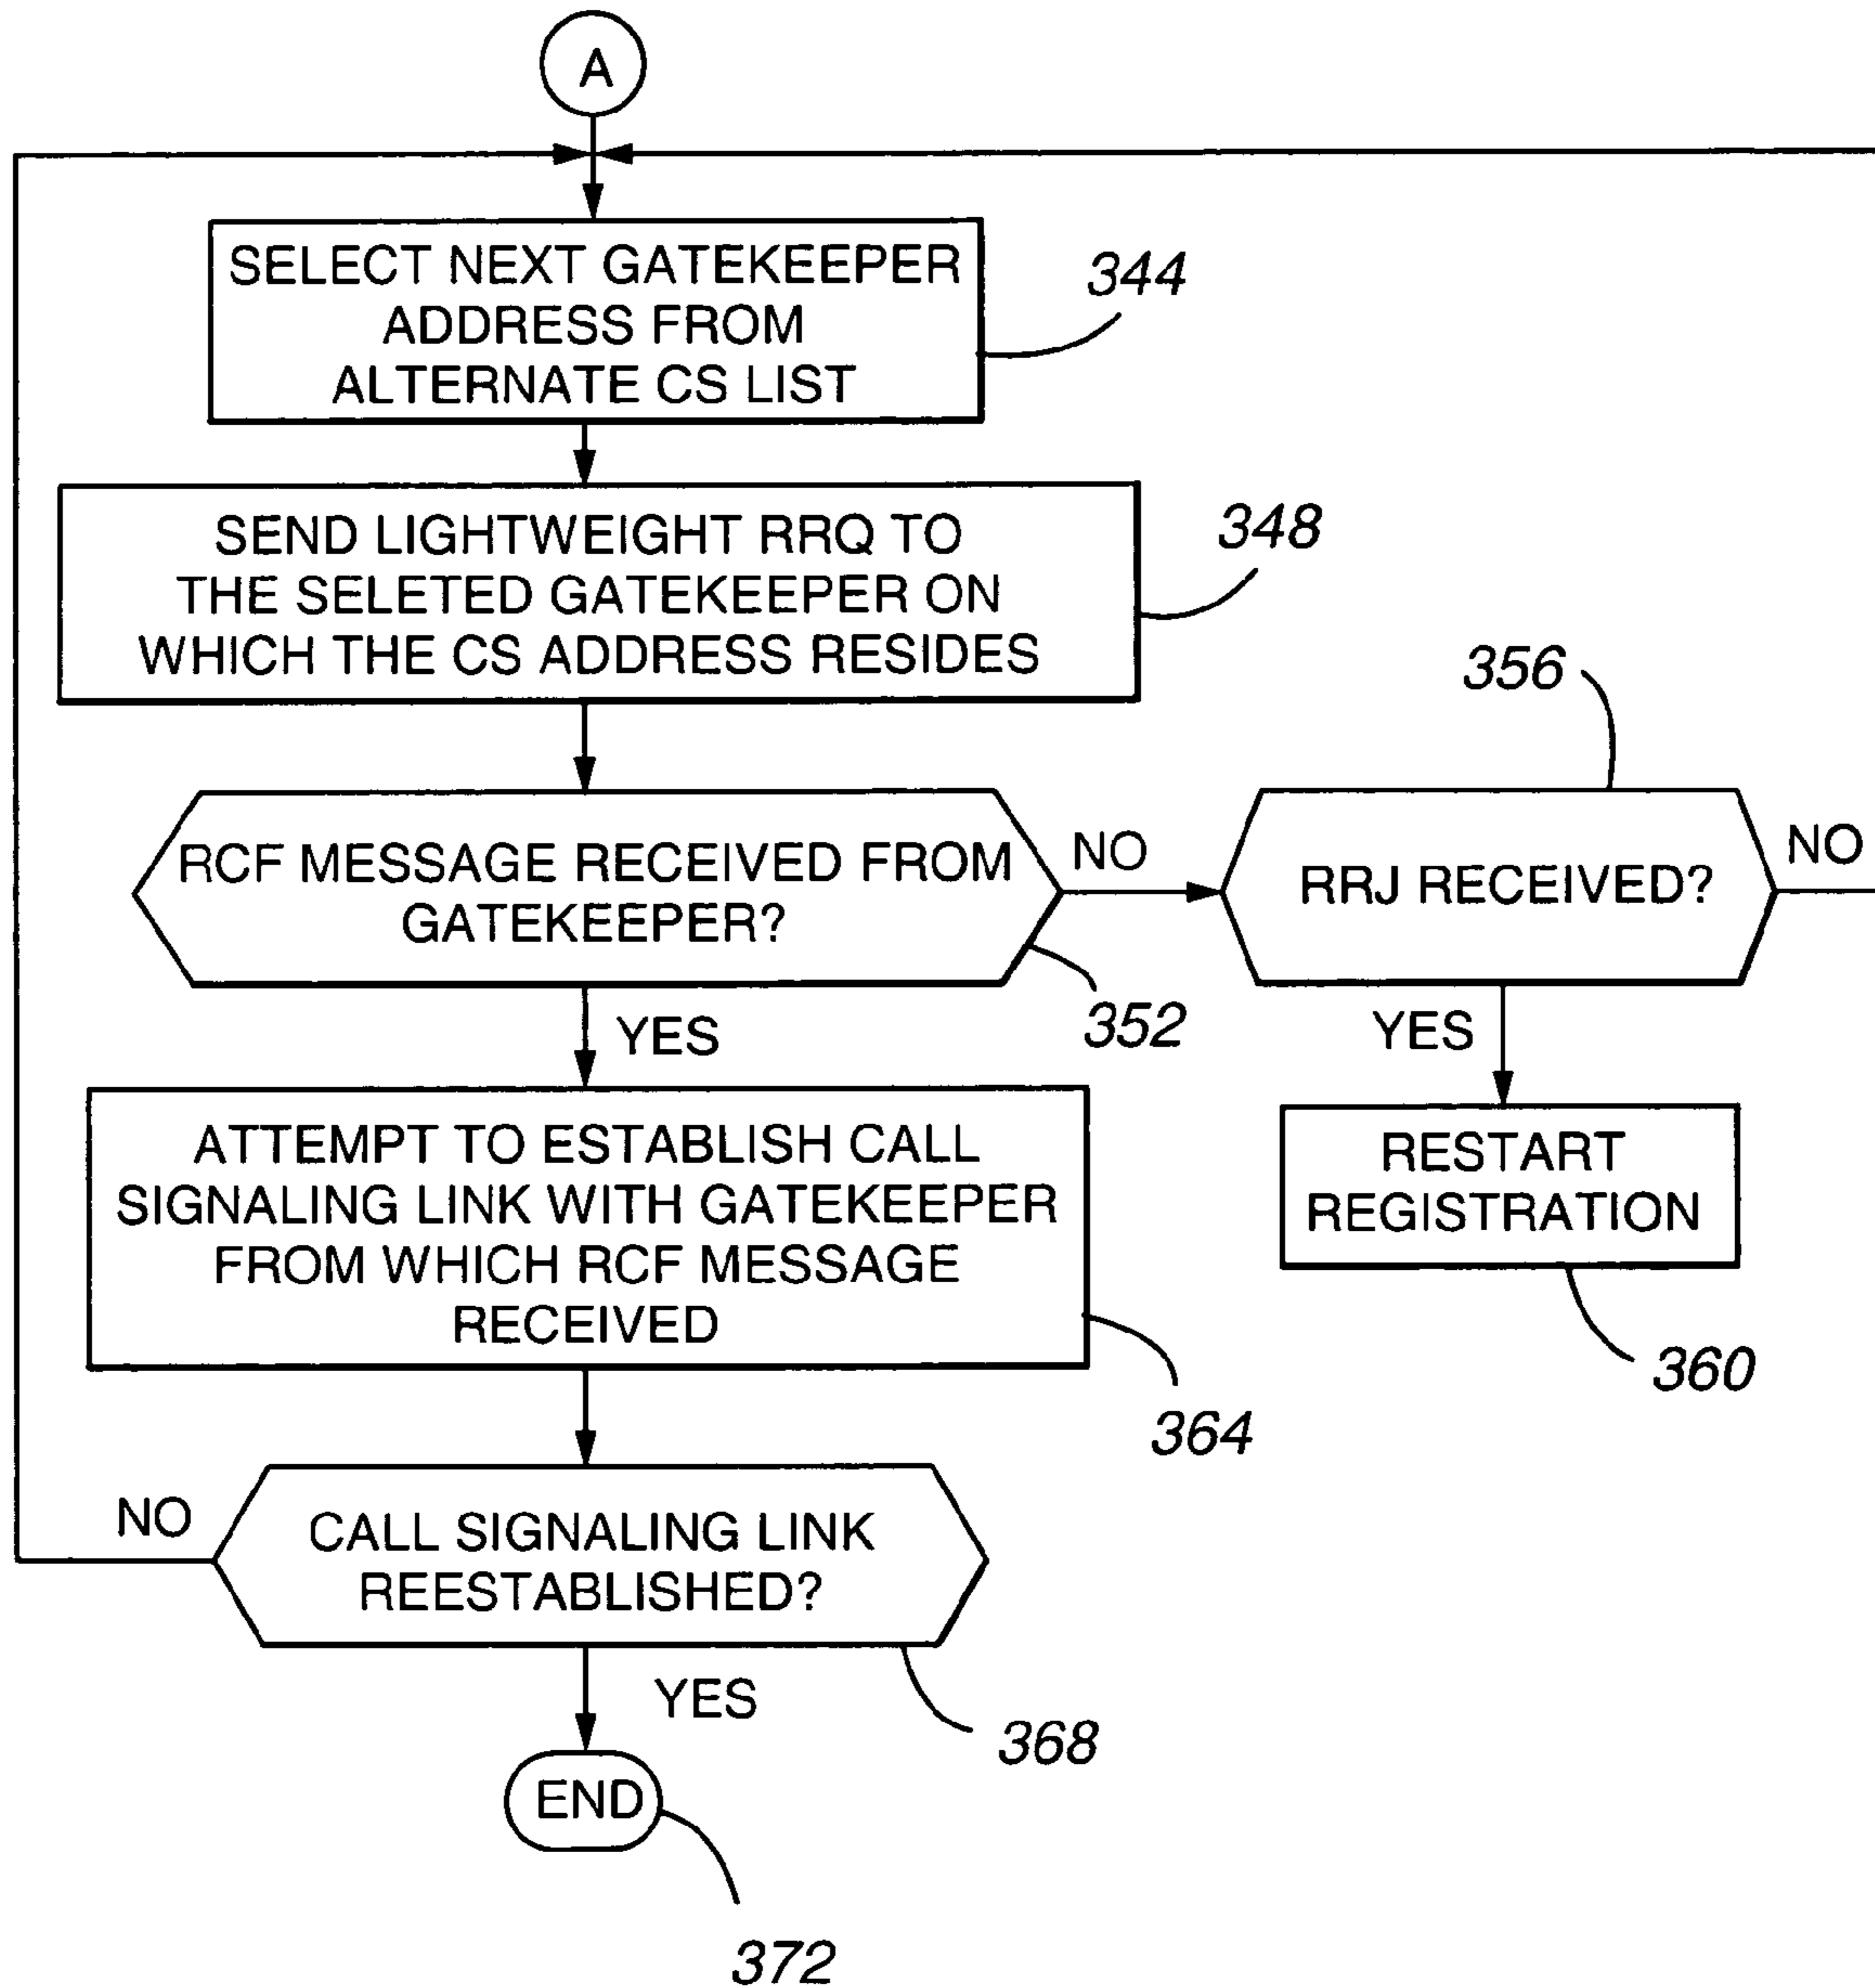 A
SELECT NEXT GATEKEEPER
ADDRESS FROM
ALTERNATE CS LIST
344
SEND LIGHTWEIGHT RRQ TO
THE SELETED GATEKEEPER ON
WHICH THE CS ADDRESS RESIDES
348
RCF MESSAGE RECEIVED FROM
GATEKEEPER?
352
NO
356
RRJ RECEIVED?
NO
YES
YES
RESTART
REGISTRATION
360
ATTEMPT TO ESTABLISH CALL
SIGNALING LINK WITH GATEKEEPER
FROM WHICH RCF MESSAGE
RECEIVED
364
CALL SIGNALING LINK
REESTABLISHED?
NO
368
YES
END
372